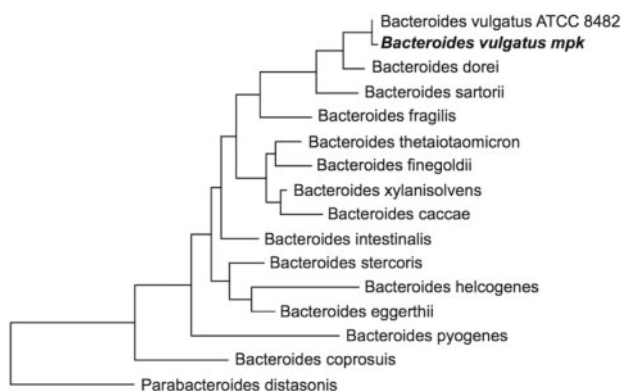 Bacteroides vulgatus ATCC 8482
Bacteroides vulgatus mpk
Bacteroides dorei
Bacteroides sartorii
Bacteroides fragilis
Bacteroides thetaiotaomicron
Bacteroides finegoldii
Bacteroides xylanisolvens
Bacteroides caccae
Bacteroides intestinalis
Bacteroides stercoris
Bacteroides helcogenes
Bacteroides eggerthii
Bacteroides pyogenes
Bacteroides coprosuis
Parabacteroides distasonis